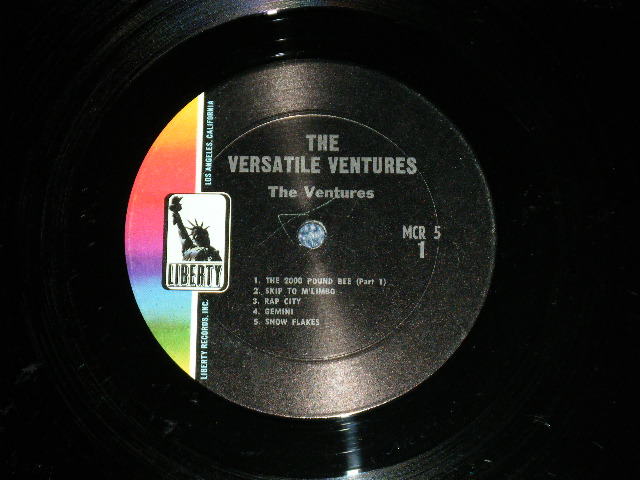 THE
VERSATILE VENTURES
The Ventures
MCR 5
1
1. THE 2000 POUND BEE (Part 1)
2. SKIP TO M'LIMBO
3. RAP CITY
4. GEMINI
5. SNOW FLAKES
LIBERTY
LOS ANGELES, CALIFORNIA
LIBERTY RECORDS, INC.